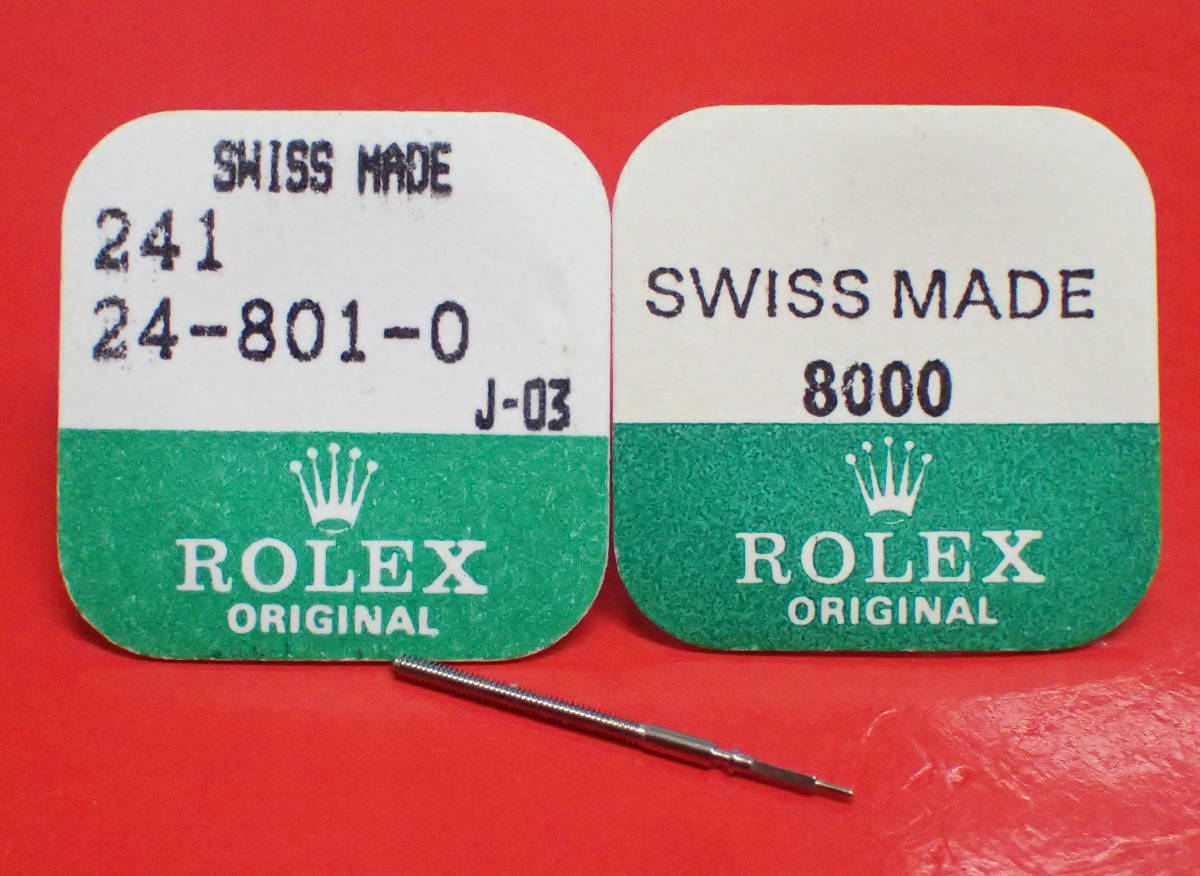 SWISS MADE
241
24-801-0
J-03
ROLEX
ORIGINAL
SWISS MADE
8000
ROLEX
ORIGINAL